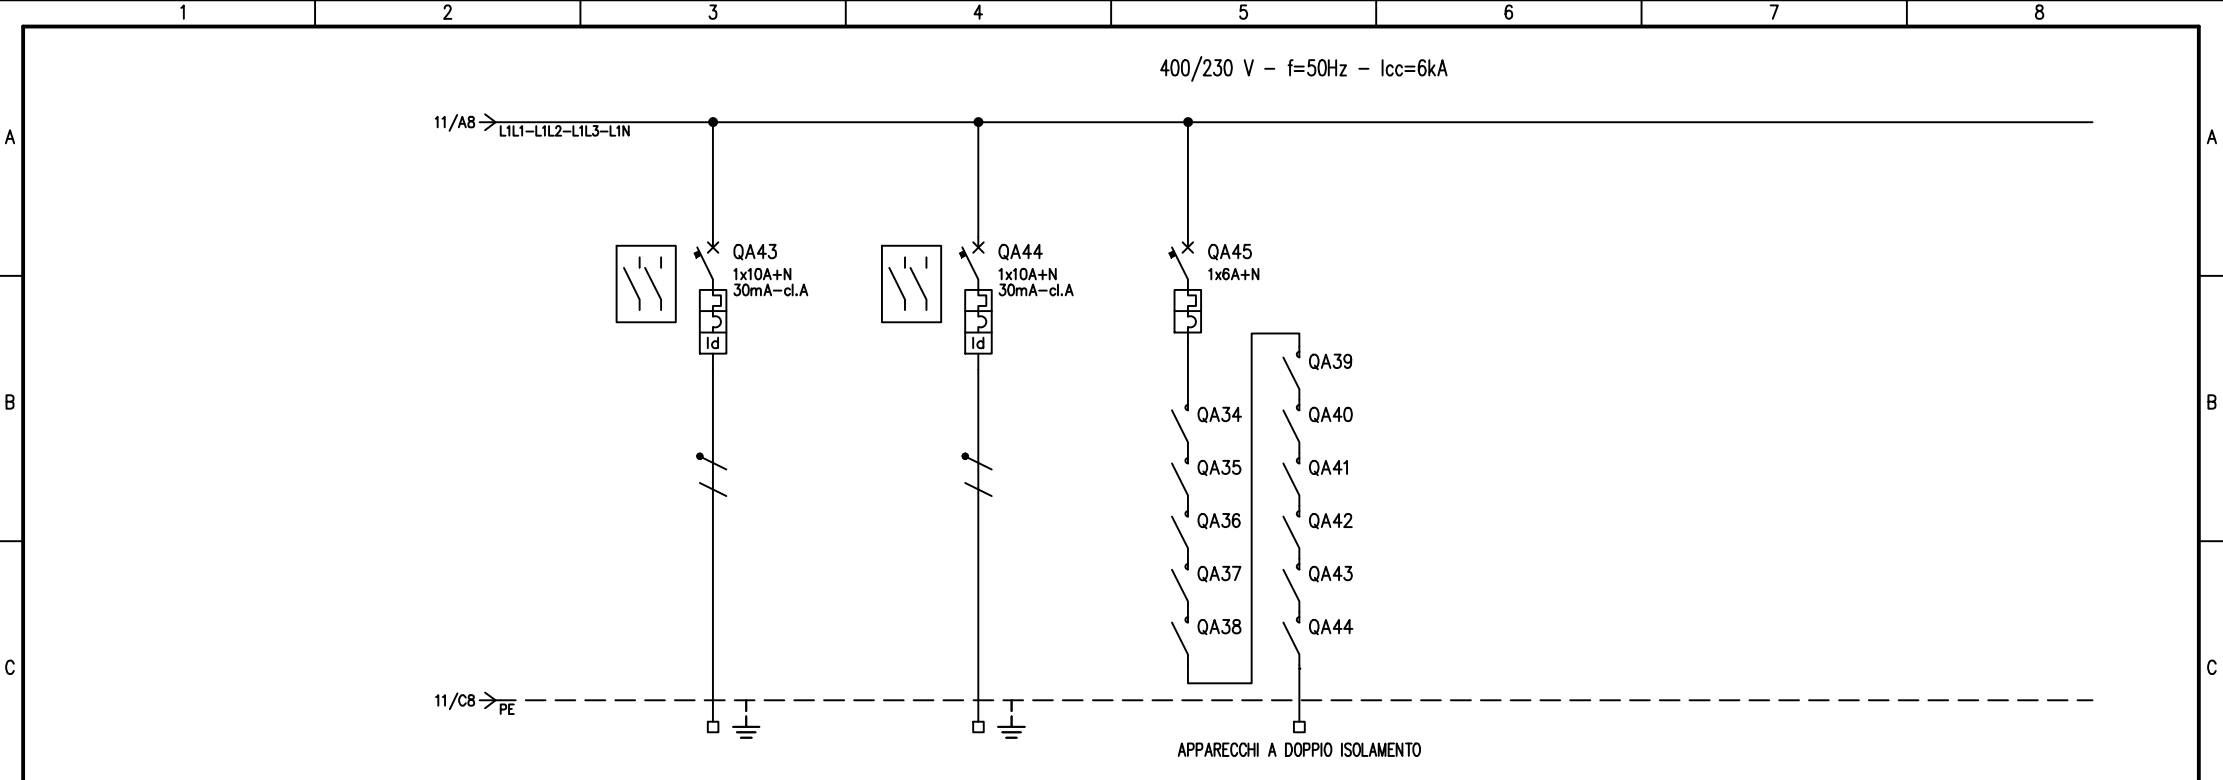 1 2 3 4 5 6 7 8
400/230 V - f=50Hz - Icc=6kA
11/A8
L1L1-L1L2-L1L3-L1N
A
A
QA43
1x10A+N
30mA-cl.A
Id
QA44
1x10A+N
30mA-cl.A
Id
QA45
1x6A+N
B
B
QA34
QA35
QA36
QA37
QA38
QA39
QA40
QA41
QA42
QA43
QA44
C
C
11/C8
PE
APPARECCHI A DOPPIO ISOLAMENTO